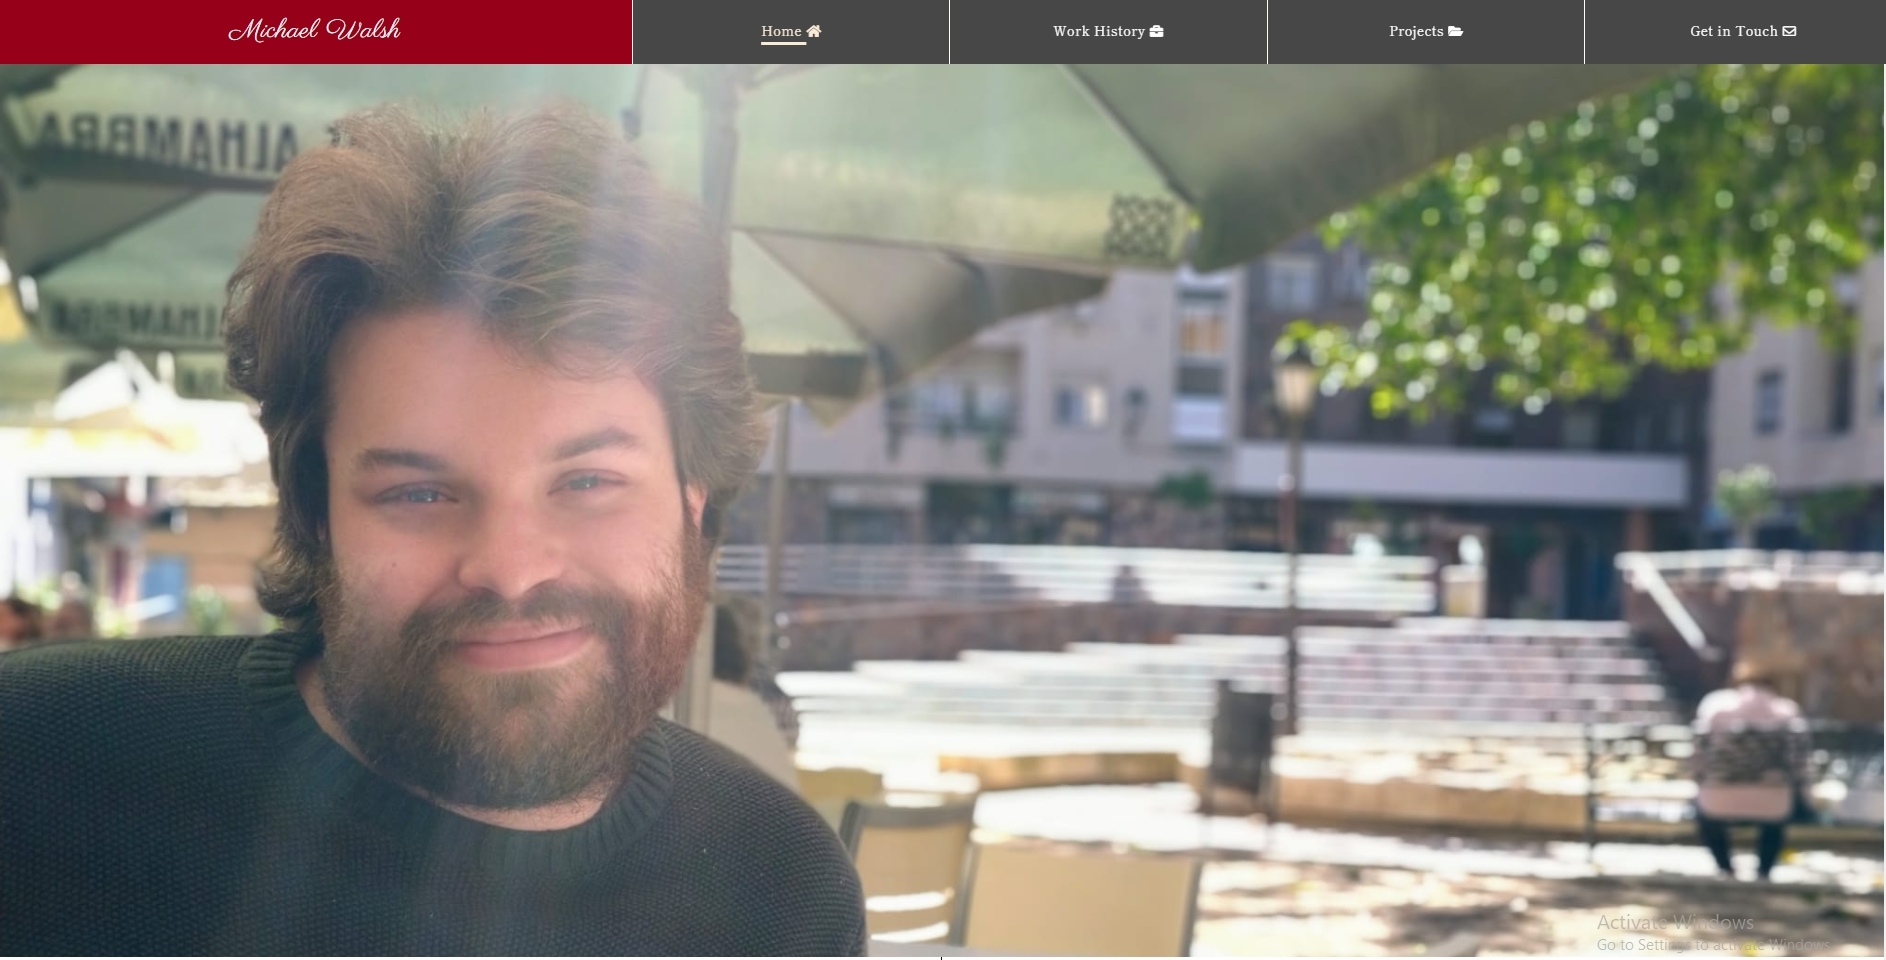 Michael Walsh
Home
Work History
Projects
Get in Touch
ALHAMBRA
ALHAMBRA
Activate Windows
Go to Settings to activate Windows.